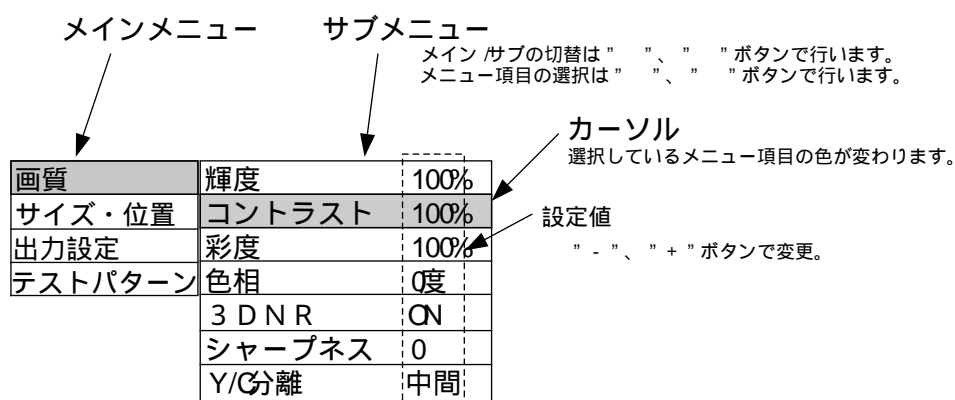 メインメニュー サブメニュー
メイン/サブの切替は”　”、”　”ボタンで行います。
メニュー項目の選択は”　”、”　”ボタンで行います。
カーソル
選択しているメニュー項目の色が変わります。
画質 輝度 100%
サイズ・位置 コントラスト 100%
設定値
出力設定 彩度 100%
”-”、”+”ボタンで変更。
テストパターン 色相 0度
３ＤＮＲ ON
シャープネス 0
Y/C分離 中間